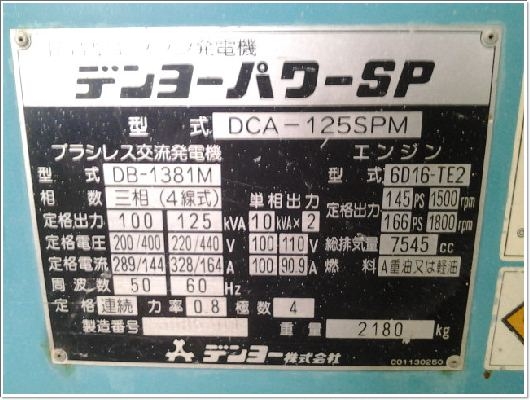 発電機
デンヨーパワーSP
型式 DCA-125SPM
ブラシレス交流発電機 エンジン
型式 DB-1381M 型式 6D16-TE2
相数 三相(4線式) 単相出力 定格出力 145 PS 1500 rpm
定格出力 100 125 kVA 10 kVA×2 166 PS 1800 rpm
定格電圧 200/400 220/440 V 100 110 V 総排気量 7545 cc
定格電流 289/144 328/164 A 100 90.9 A 燃料 A重油又は軽油
周波数 50 60 Hz
定格 連続 力率 0.8 極数 4
製造番号 重量 2180 kg
デンヨー株式会社
C01130250